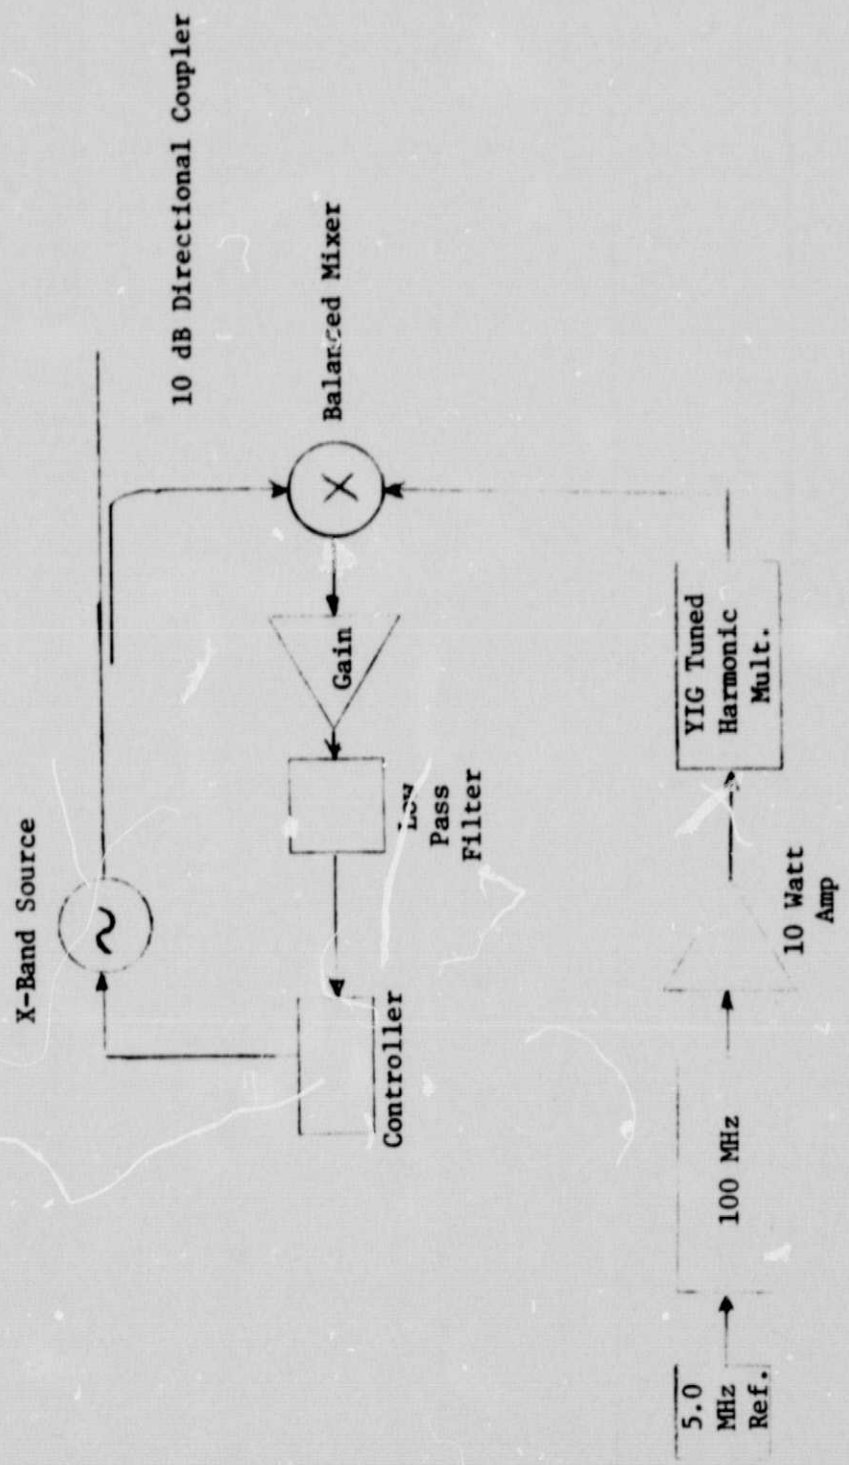 X-Band Source
10 dB Directional Coupler
Balanced Mixer
Gain
Low
Pass
Filter
Controller
5.0
MHz
Ref.
100 MHz
10 Watt
Amp
YIG Tuned
Harmonic
Mult.